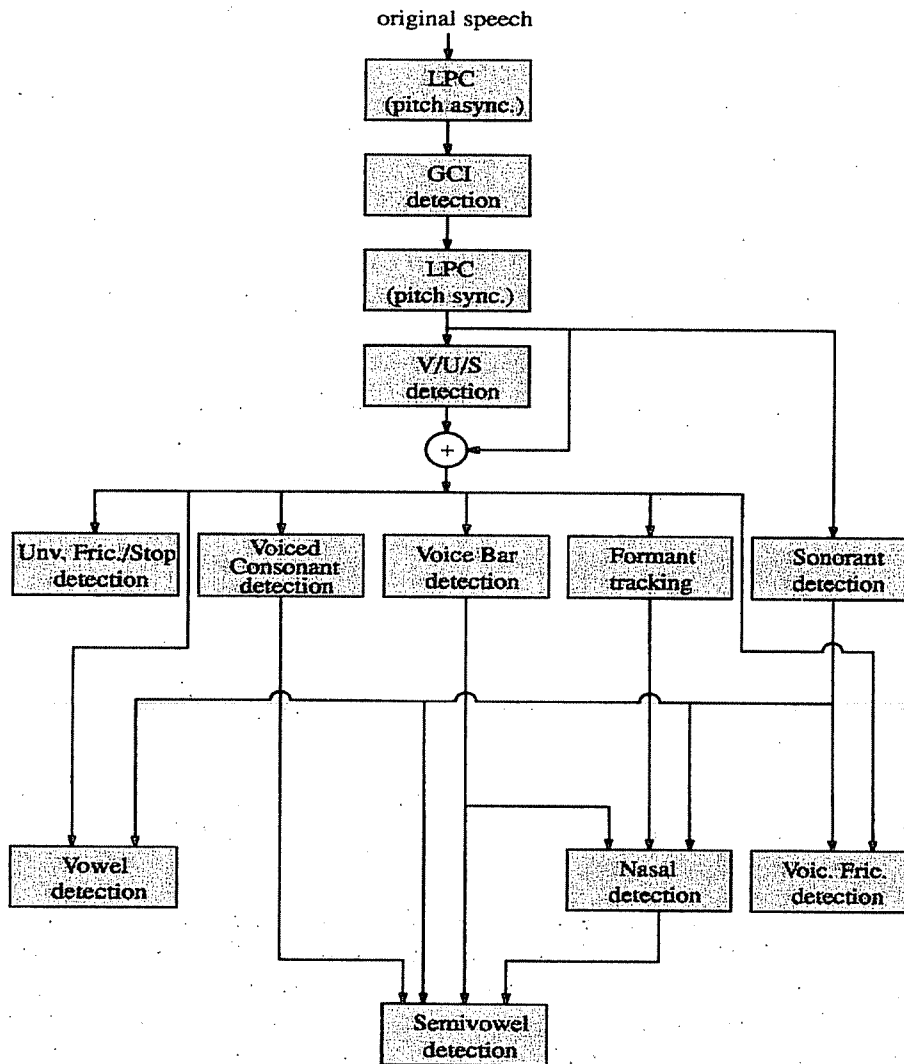 original speech
LPC
(pitch async.)
GCI
detection
LPC
(pitch sync.)
V/U/S
detection
+
Unv. Fric./Stop
detection
Voiced
Consonant
detection
Voice Bar
detection
Formant
tracking
Sonorant
detection
Vowel
detection
Nasal
detection
Voic. Fric.
detection
Semivowel
detection